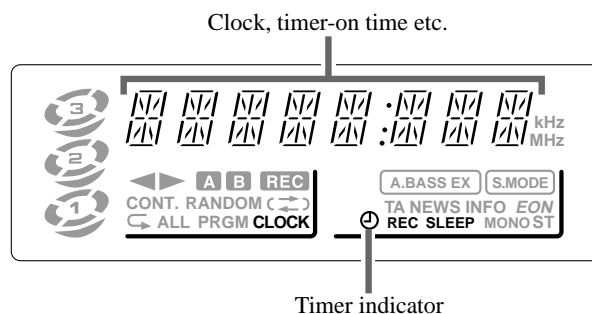 Clock, timer-on time etc.
3
kHz
MHz
2
A B REC
A.BASS EX S.MODE
1
CONT. RANDOM
TA NEWS INFO EON
ALL PRGM CLOCK
REC SLEEP MONO ST
Timer indicator